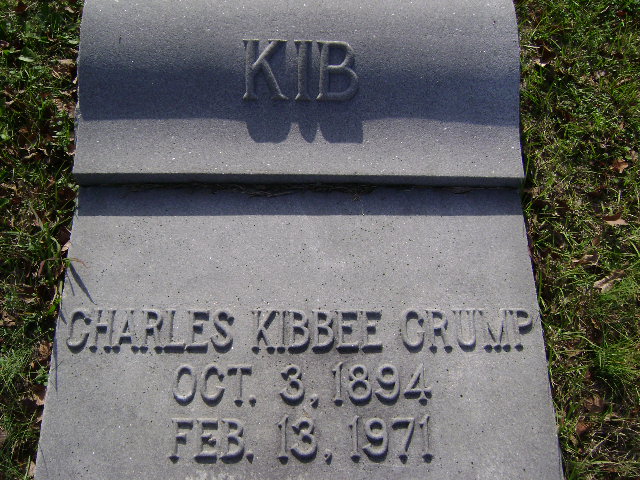 KIB
CHARLES KIBBEE CRUMP
OCT. 3, 1894
FEB. 13, 1971